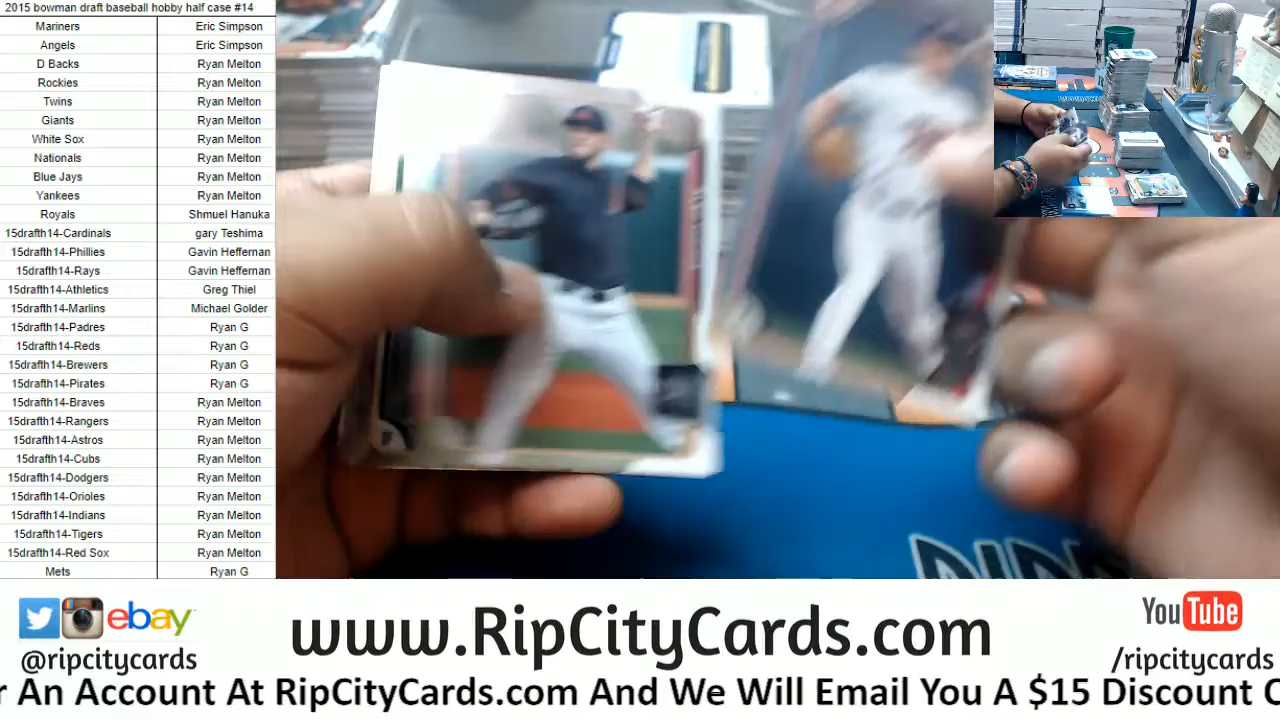 2015 bowman draft baseball hobby half case #14
Mariners Eric Simpson
Angels Eric Simpson
D Backs Ryan Melton
Rockies Ryan Melton
Twins Ryan Melton
Giants Ryan Melton
White Sox Ryan Melton
Nationals Ryan Melton
Blue Jays Ryan Melton
Yankees Ryan Melton
Royals Shmuel Hanuka
15drafth14-Cardinals gary Teshima
15drafth14-Phillies Gavin Heffernan
15drafth14-Rays Gavin Heffernan
15drafth14-Athletics Greg Thiel
15drafth14-Marlins Michael Golder
15drafth14-Padres Ryan G
15drafth14-Reds Ryan G
15drafth14-Brewers Ryan G
15drafth14-Pirates Ryan G
15drafth14-Braves Ryan Melton
15drafth14-Rangers Ryan Melton
15drafth14-Astros Ryan Melton
15drafth14-Cubs Ryan Melton
15drafth14-Dodgers Ryan Melton
15drafth14-Orioles Ryan Melton
15drafth14-Indians Ryan Melton
15drafth14-Tigers Ryan Melton
15drafth14-Red Sox Ryan Melton
Mets Ryan G
ebay
@ripcitycards
www.RipCityCards.com
YouTube
/ripcitycards
r An Account At RipCityCards.com And We Will Email You A $15 Discount C